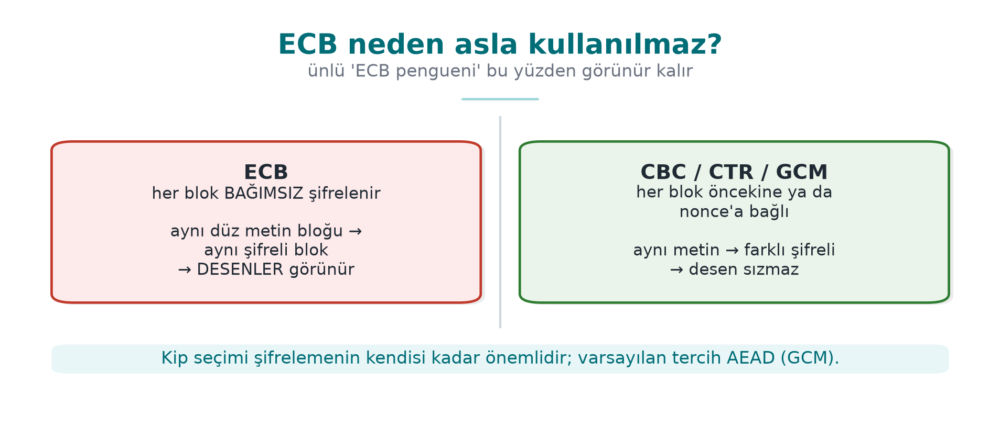 ECB neden asla kullanılmaz?
ünlü 'ECB pengueni' bu yüzden görünür kalır
ECB
her blok BAĞIMSIZ şifrelenir
aynı düz metin bloğu →
aynı şifreli blok
→ DESENLER görünür
CBC / CTR / GCM
her blok öncekine ya da
nonce'a bağlı
aynı metin → farklı şifreli
→ desen sızmaz
Kip seçimi şifrelemenin kendisi kadar önemlidir; varsayılan tercih AEAD (GCM).